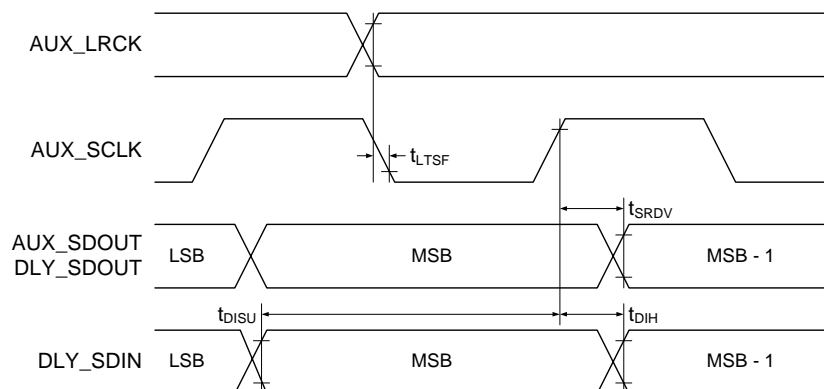 AUX_LRCK
AUX_SCLK
tLTSF
tSRDV
AUX_SDOUT
DLY_SDOUT
LSB
MSB
MSB - 1
tDISU
tDIH
DLY_SDIN
LSB
MSB
MSB - 1